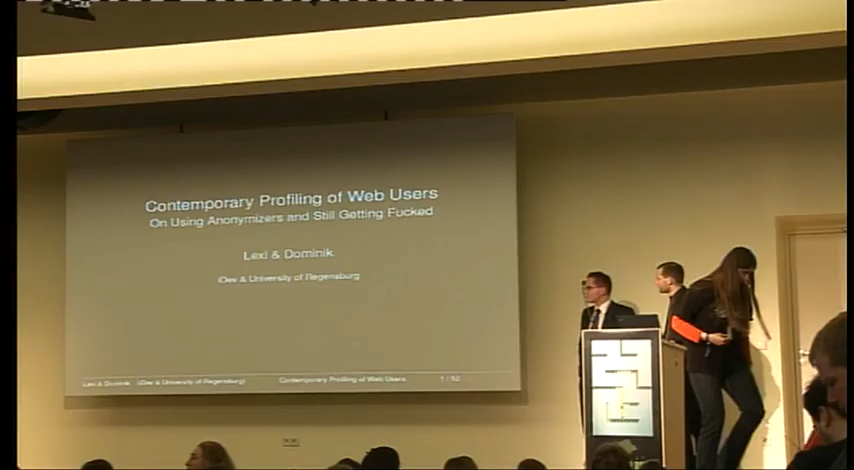 Contemporary Profiling of Web Users
On Using Anonymizers and Still Getting Fucked
Lexi & Dominik
iDev & University of Regensburg
Lexi & Dominik (iDev & University of Regensburg) Contemporary Profiling of Web Users 1 / 52